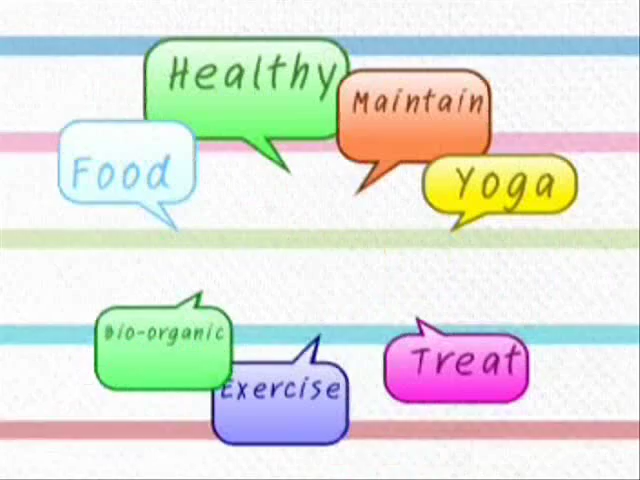 Healthy
Maintain
Food
Yoga
Bio-organic
Exercise
Treat